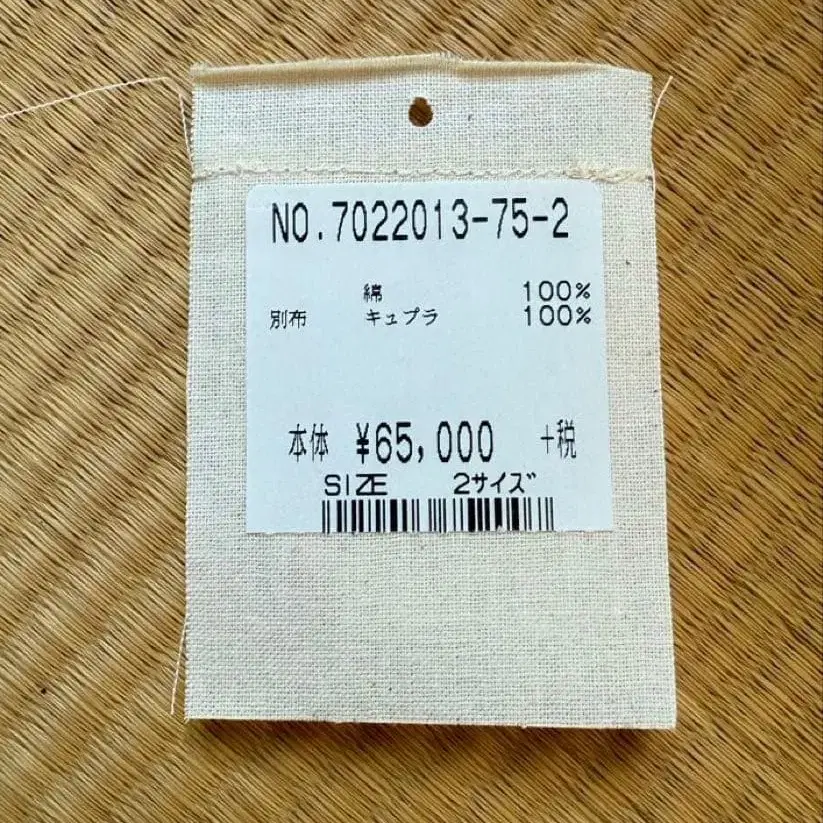 NO.7022013-75-2
綿 100%
別布 キュプラ 100%
本体 ¥65,000 +税
SIZE 2サイズ